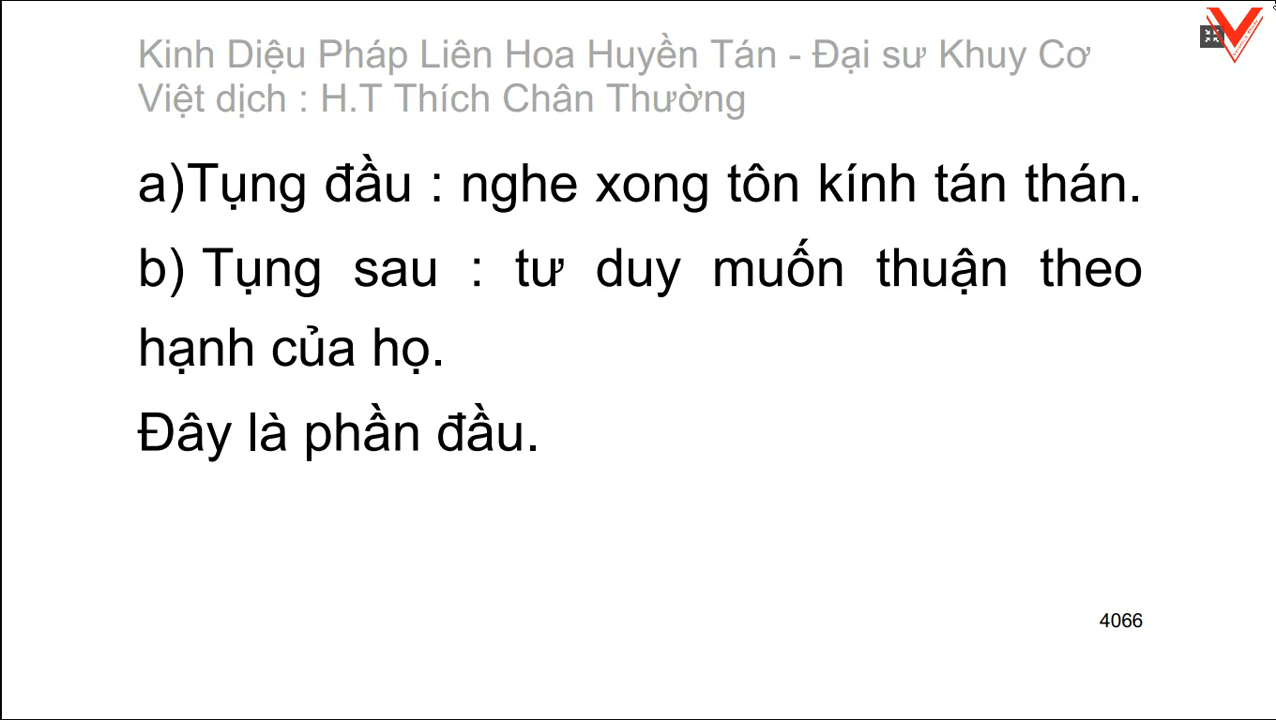 Kinh Diệu Pháp Liên Hoa Huyền Tán - Đại sư Khuy Cơ
Việt dịch : H.T Thích Chân Thường
a)Tụng đầu : nghe xong tôn kính tán thán.
b) Tụng sau : tư duy muốn thuận theo
hạnh của họ.
Đây là phần đầu.
4066